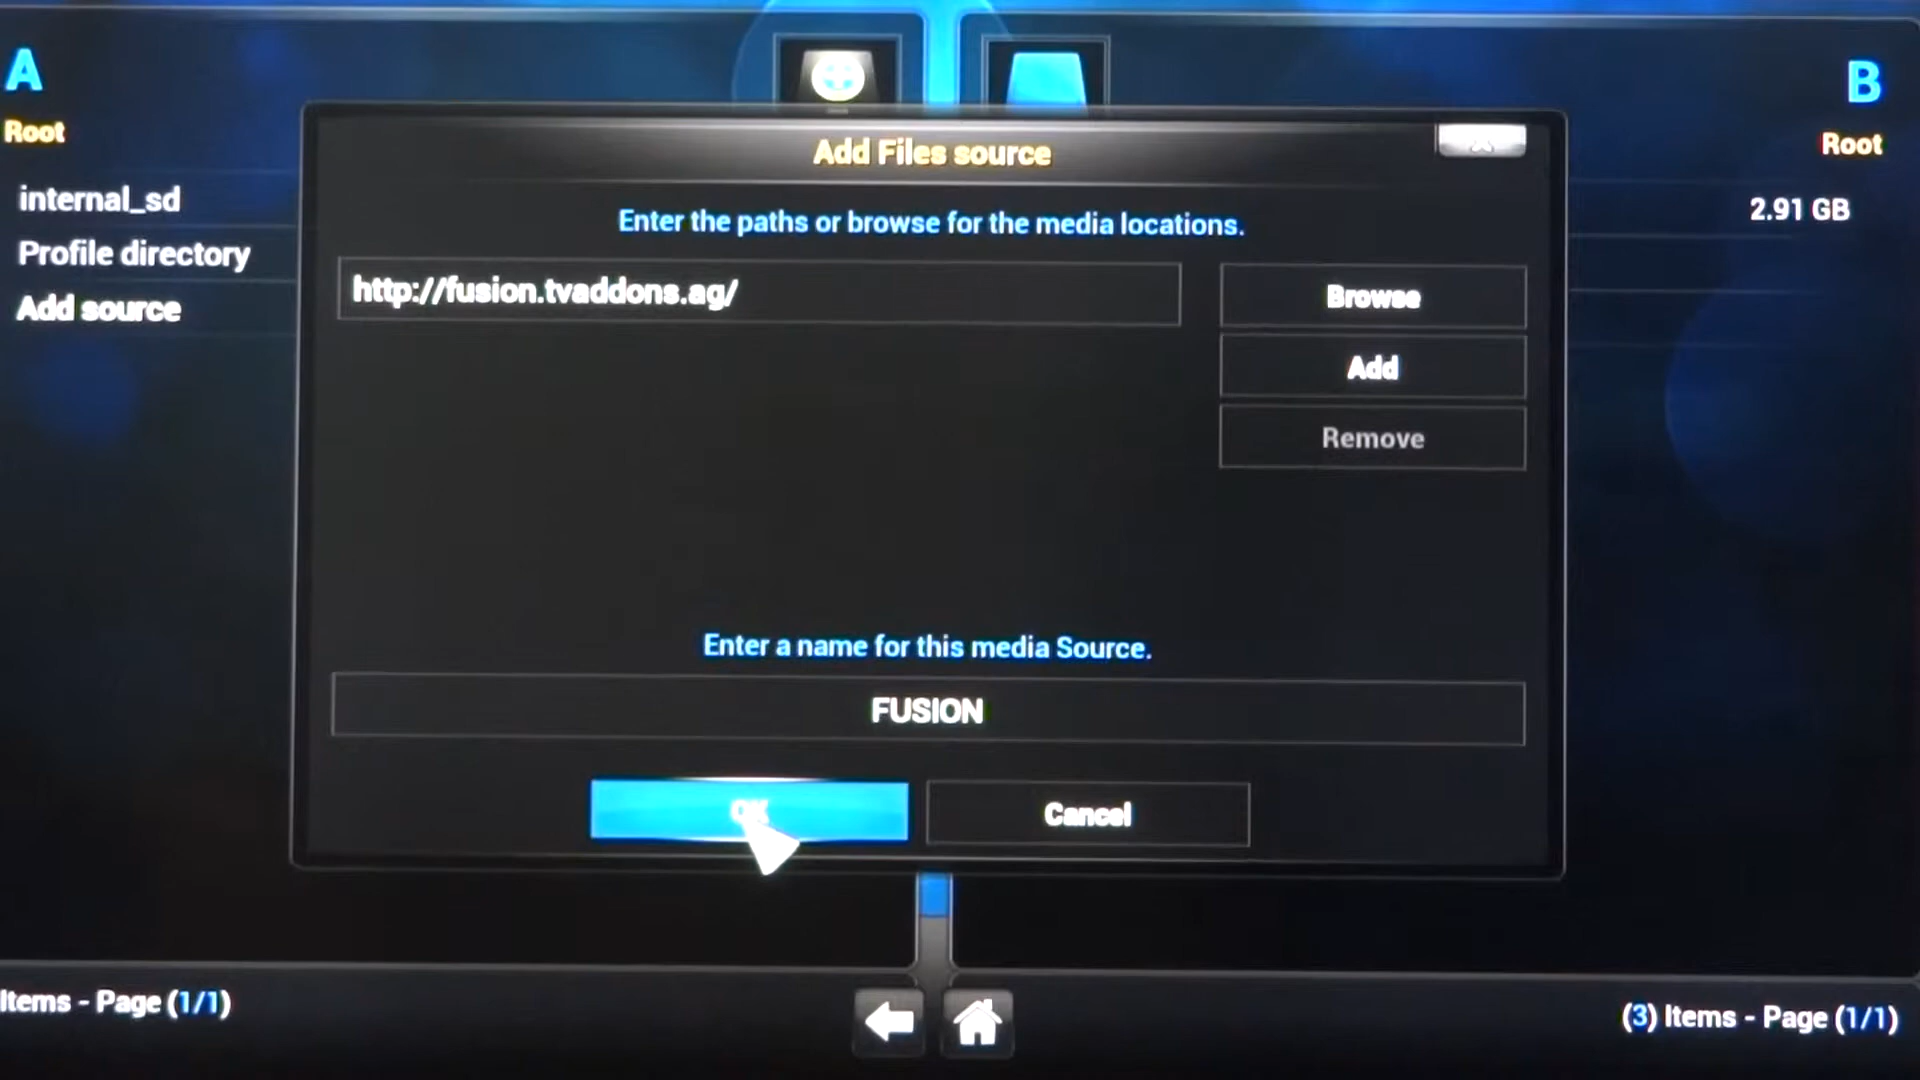 A
B
Root
Root
internal_sd
Profile directory
Add source
2.91 GB
Add Files source
Enter the paths or browse for the media locations.
http://fusion.tvaddons.ag/
Browse
Add
Remove
Enter a name for this media Source.
FUSION
OK
Cancel
Items - Page (1/1)
(3) Items - Page (1/1)